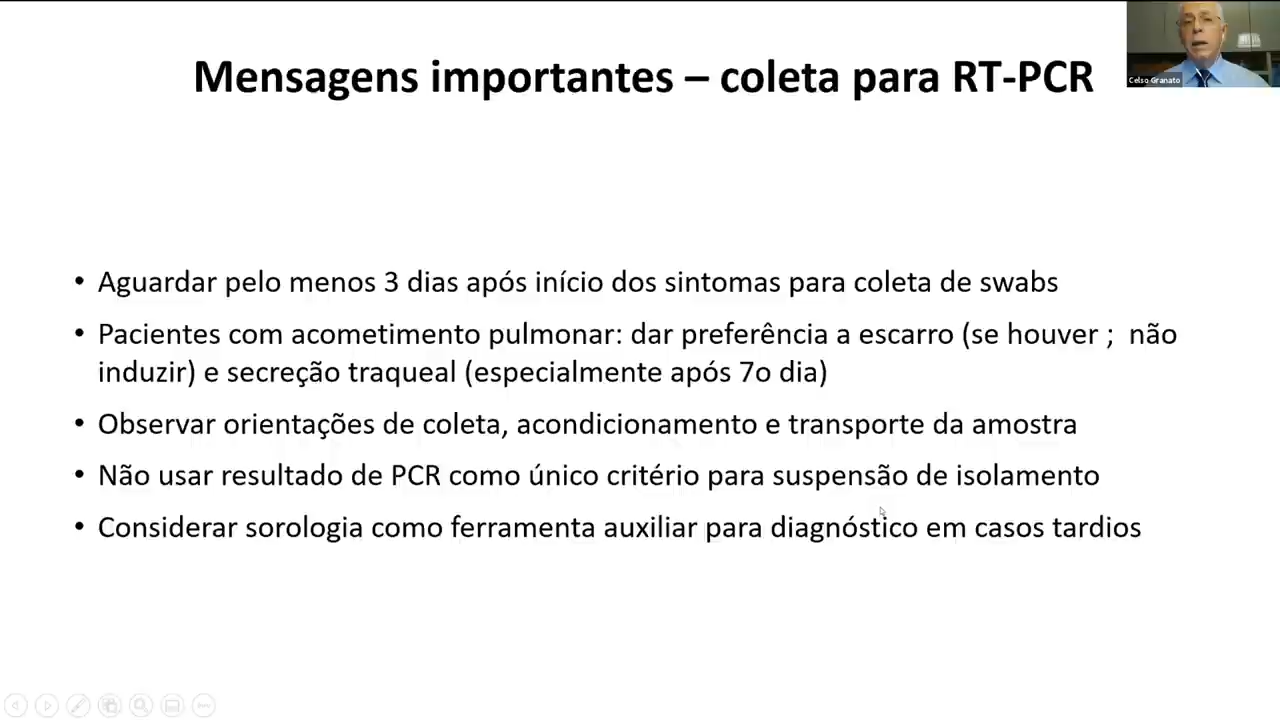 Mensagens importantes – coleta para RT-PCR
Celso Granato
• Aguardar pelo menos 3 dias após início dos sintomas para coleta de swabs
• Pacientes com acometimento pulmonar: dar preferência a escarro (se houver ; não
induzir) e secreção traqueal (especialmente após 7o dia)
• Observar orientações de coleta, acondicionamento e transporte da amostra
• Não usar resultado de PCR como único critério para suspensão de isolamento
• Considerar sorologia como ferramenta auxiliar para diagnóstico em casos tardios